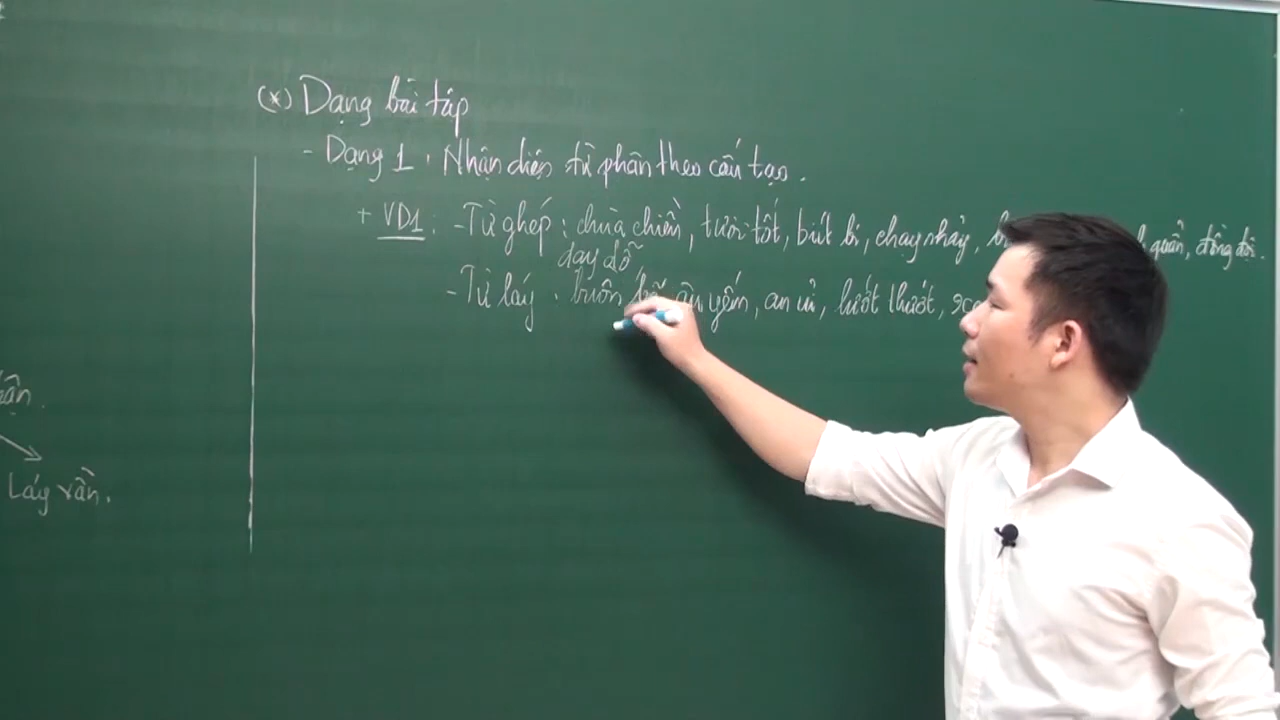 (*) Dạng bài tập
- Dạng 1. Nhận diện từ phân theo cấu tạo.
+ VD1: - Từ ghép: chùa chiền, tươi tốt, bút bi, chạy nhảy, quần, đồng đội.
dạy dỗ
- Từ láy: buồn yếm, an ủi, lướt thướt,
Láy vần.